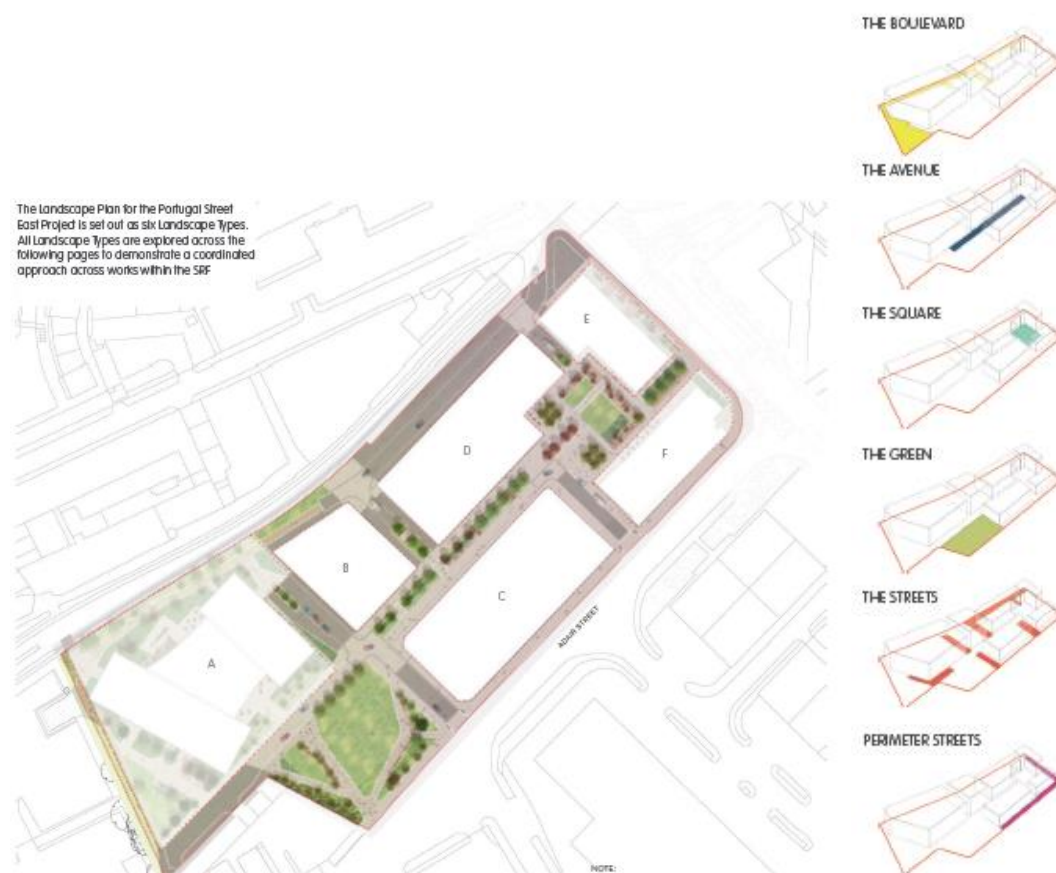 THE BOULEVARD
THE AVENUE
The Landscape Plan for the Portugal Street
East Project is set out as six Landscape Types.
All Landscape Types are explored across the
following pages to demonstrate a coordinated
approach across works within the SRF
THE SQUARE
E
D
F
THE GREEN
B
C
THE STREETS
ADAIR STREET
A
PERIMETER STREETS
NOTE: